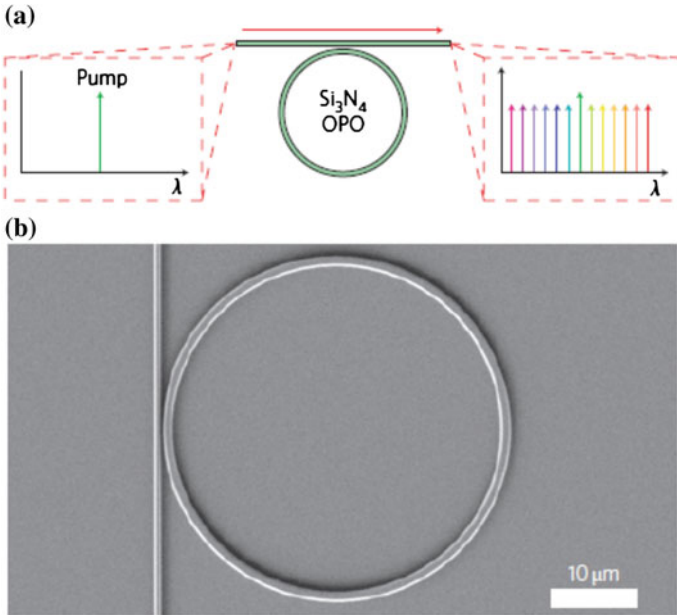 (a)
Pump
λ
Si₃N₄
OPO
λ
(b)
10 μm